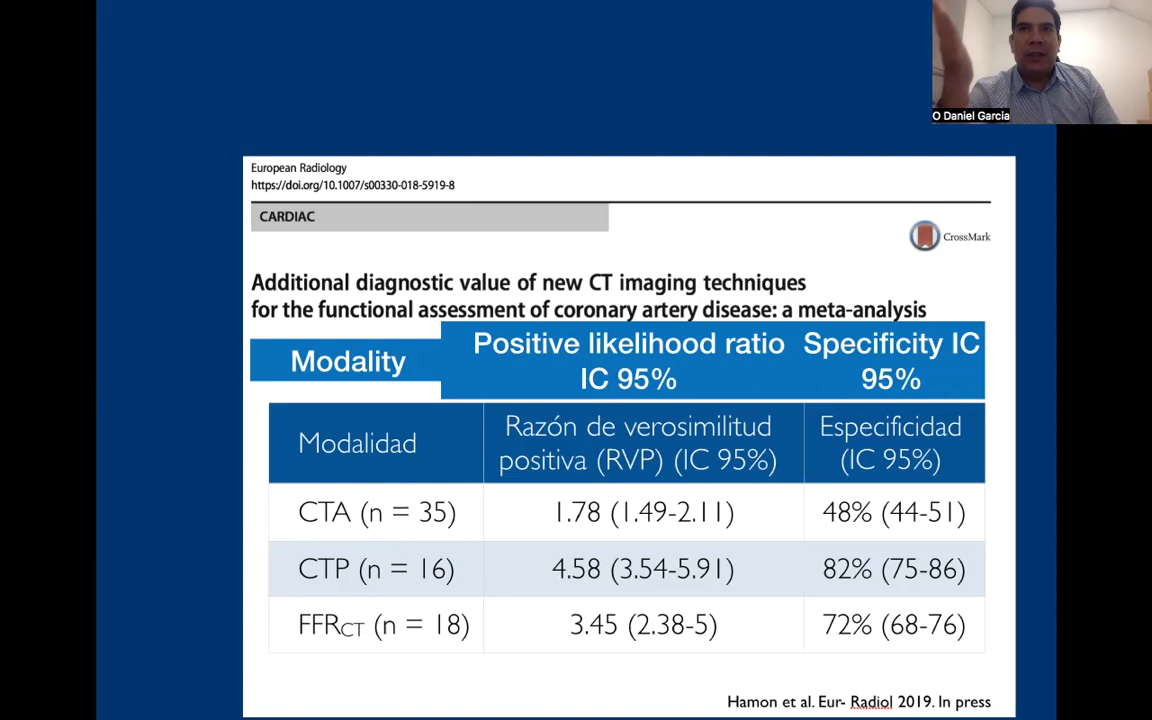 O Daniel Garcia
European Radiology
https://doi.org/10.1007/s00330-018-5919-8
CARDIAC
CrossMark
Additional diagnostic value of new CT imaging techniques
for the functional assessment of coronary artery disease: a meta-analysis
Modality
Positive likelihood ratio
IC 95%
Specificity IC
95%
Modalidad
Razón de verosimilitud
positiva (RVP) (IC 95%)
Especificidad
(IC 95%)
CTA (n = 35) 1.78 (1.49-2.11) 48% (44-51)
CTP (n = 16) 4.58 (3.54-5.91) 82% (75-86)
FFRCT (n = 18) 3.45 (2.38-5) 72% (68-76)
Hamon et al. Eur- Radiol 2019. In press